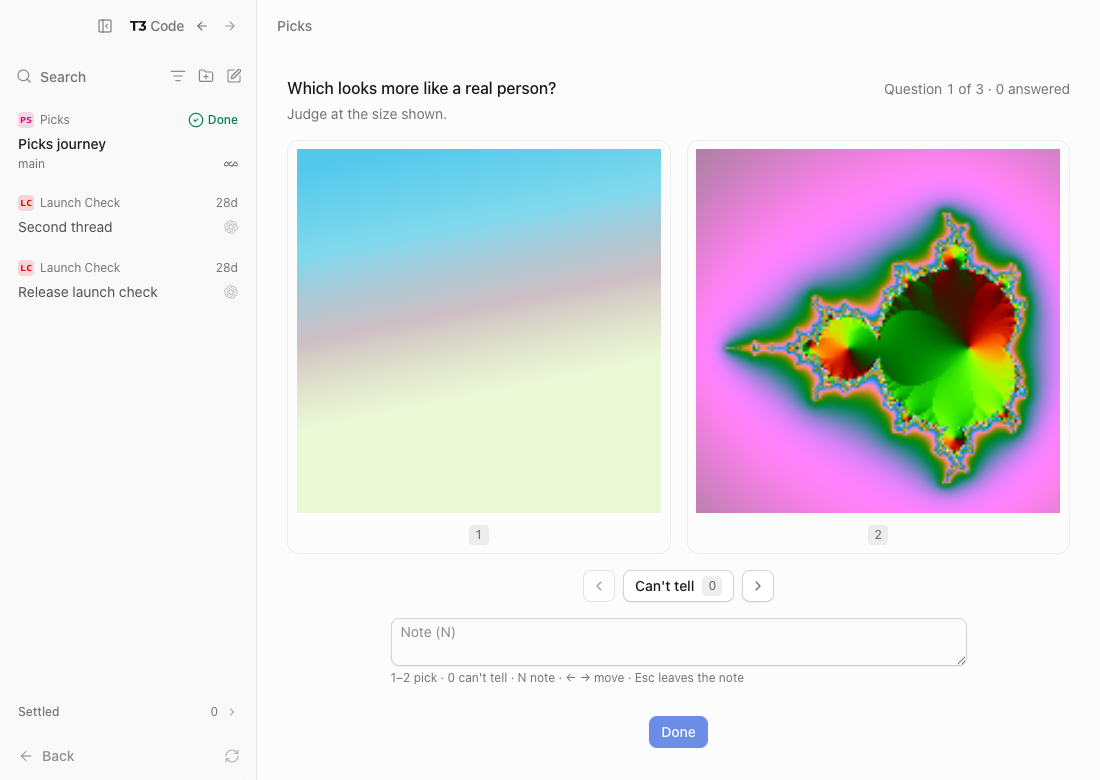 T3 Code
Picks
Search
PS Picks Done
Picks journey
main
LC Launch Check 28d
Second thread
LC Launch Check 28d
Release launch check
Settled 0
Back
Which looks more like a real person?
Question 1 of 3 · 0 answered
Judge at the size shown.
1
2
Can't tell 0
Note (N)
1–2 pick · 0 can't tell · N note · ← → move · Esc leaves the note
Done